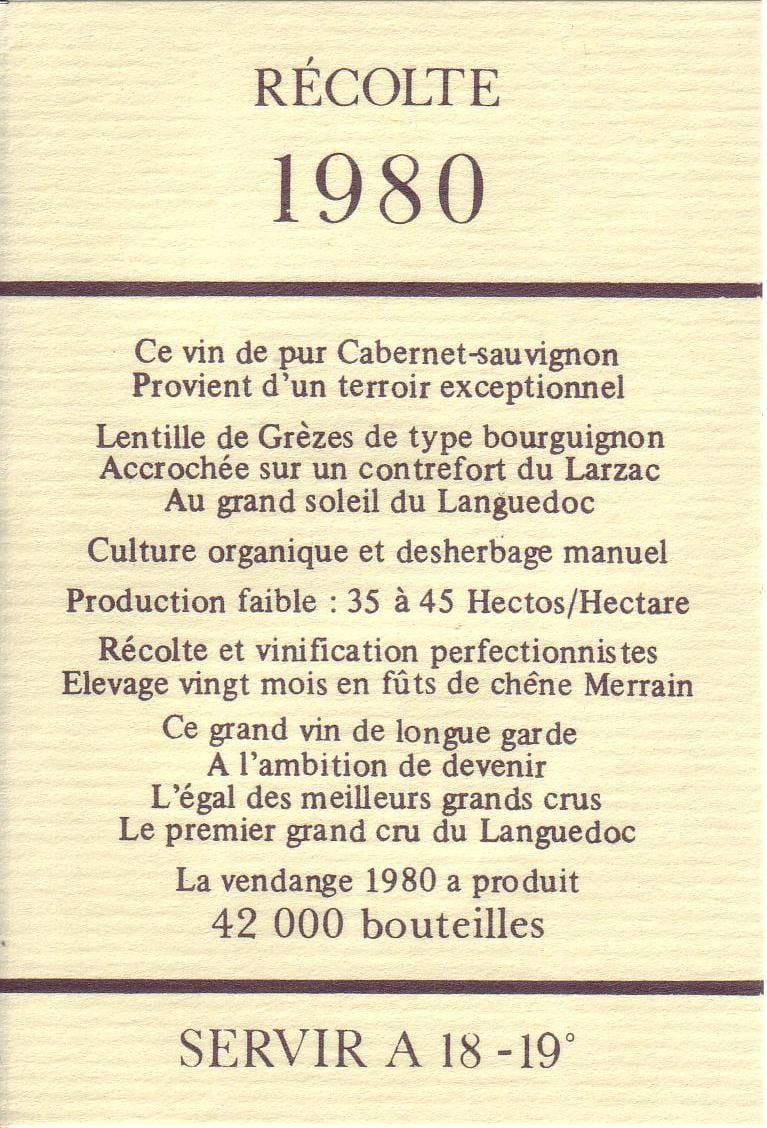 RÉCOLTE
1980
Ce vin de pur Cabernet-sauvignon
Provient d'un terroir exceptionnel
Lentille de Grèzes de type bourguignon
Accrochée sur un contrefort du Larzac
Au grand soleil du Languedoc
Culture organique et desherbage manuel
Production faible : 35 à 45 Hectos/Hectare
Récolte et vinification perfectionnistes
Elevage vingt mois en fûts de chêne Merrain
Ce grand vin de longue garde
A l'ambition de devenir
L'égal des meilleurs grands crus
Le premier grand cru du Languedoc
La vendange 1980 a produit
42 000 bouteilles
SERVIR A 18 -19°